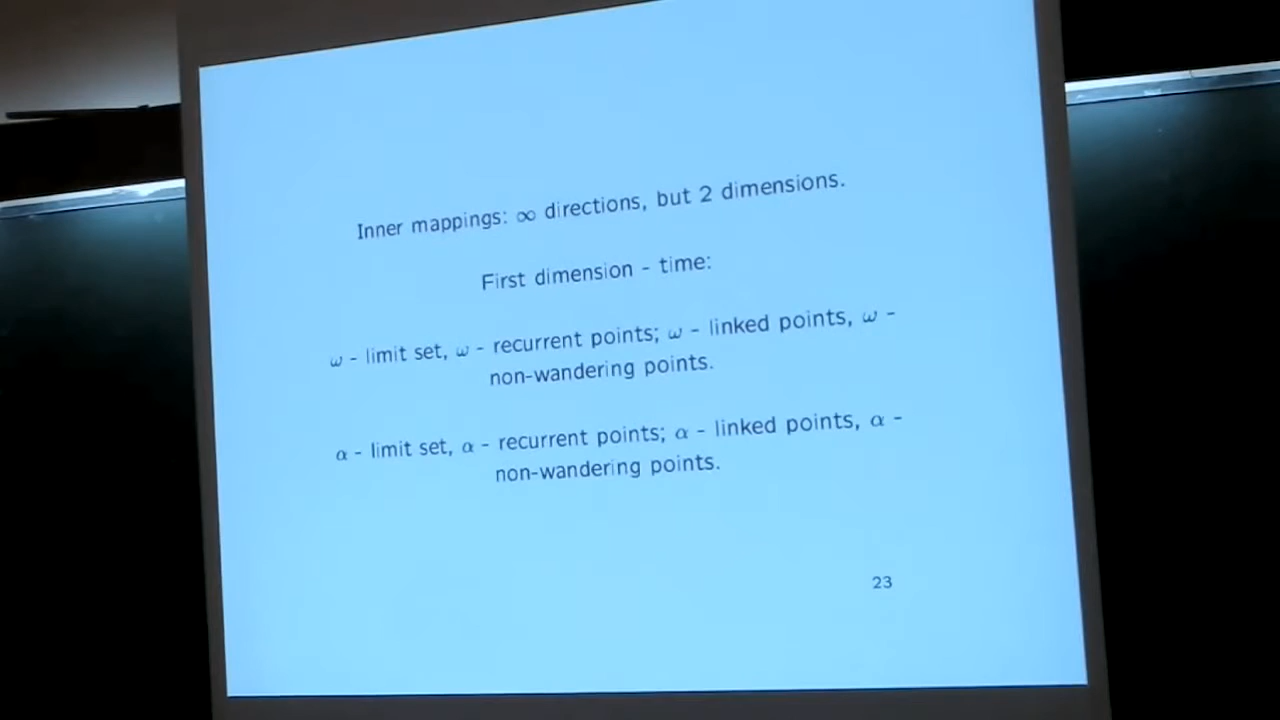 Inner mappings: ∞ directions, but 2 dimensions.
First dimension - time:
ω - limit set, ω - recurrent points; ω - linked points, ω -
non-wandering points.
α - limit set, α - recurrent points; α - linked points, α -
non-wandering points.
23